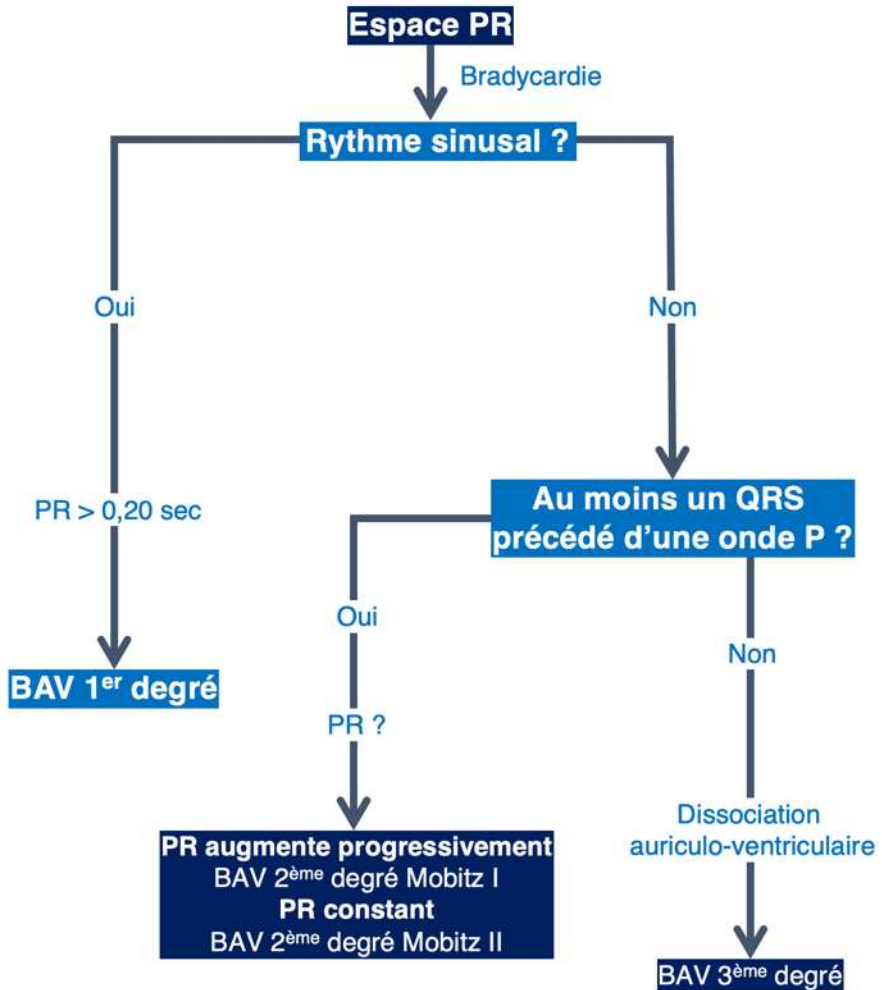 Espace PR
Bradycardie
Rythme sinusal ?
Oui
Non
PR > 0,20 sec
Au moins un QRS
précédé d’une onde P ?
Oui
Non
BAV 1er degré
PR ?
Dissociation
auriculo-ventriculaire
PR augmente progressivement
BAV 2ème degré Mobitz I
PR constant
BAV 2ème degré Mobitz II
BAV 3ème degré